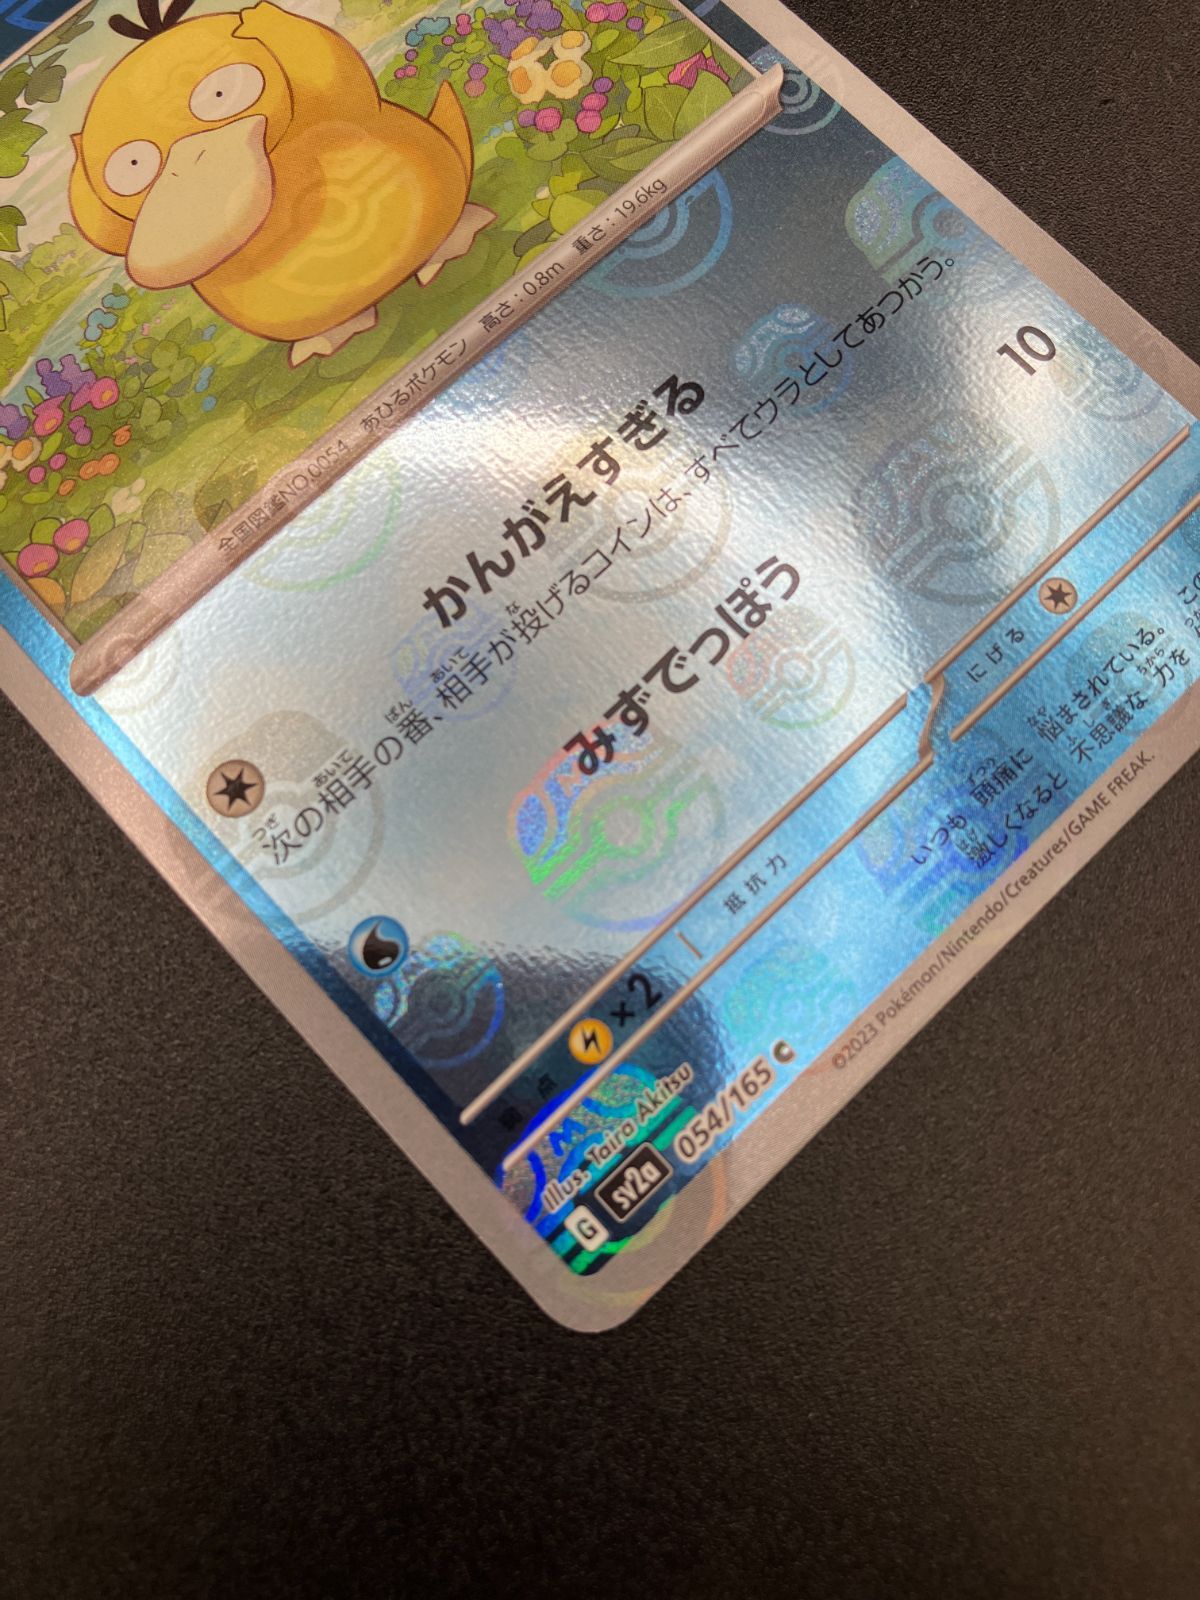 全国図鑑NO.0054 あひるポケモン 高さ:0.8m 重さ:19.6kg
かんがえすぎる
次の相手の番、相手が投げるコインは、すべてウラとしてあつかう。
みずでっぽう 10
弱点 ×2 抵抗力 にげる
Illus. Taira Akitsu
G sv2a 054/165 C
いつも 頭痛に 悩まされている。この
激しくなると 不思議な 力を
©2023 Pokémon/Nintendo/Creatures/GAME FREAK.